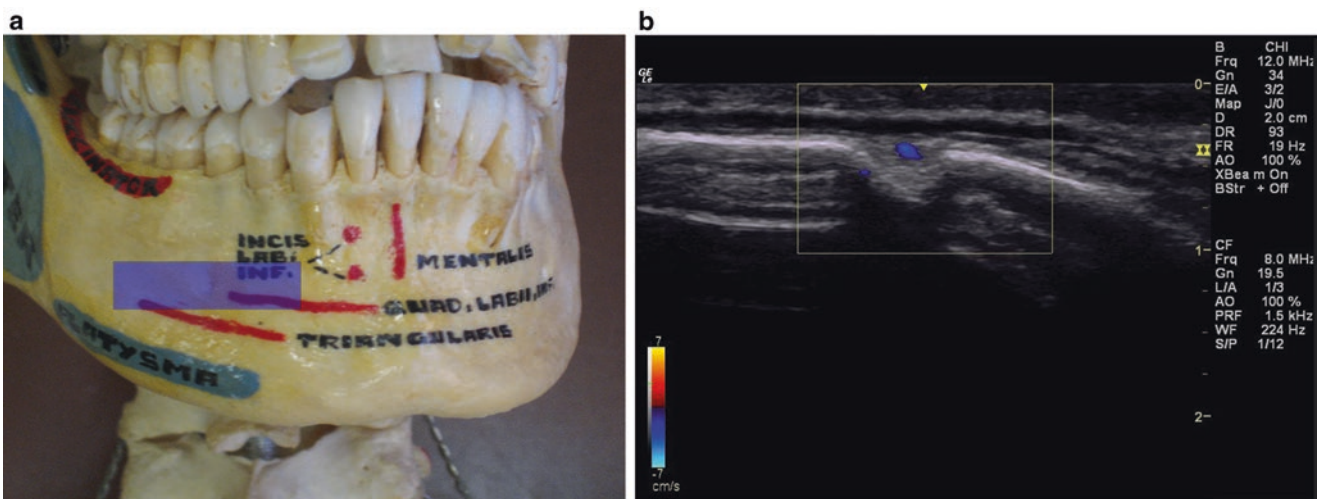 a
b
BUCCINATOR
INCIS
LAB.
INF.
MENTALIS
QUAD. LABII. INF.
TRIANGULARIS
PLATYSMA
GE
Le
0
1
2
B CHI
Frq 12.0 MHz
Gn 34
E/A 3/2
Map J/0
D 2.0 cm
DR 93
FR 19 Hz
AO 100 %
XBeam On
BStr + Off
CF
Frq 8.0 MHz
Gn 19.5
L/A 1/3
AO 100 %
PRF 1.5 kHz
WF 224 Hz
S/P 1/12
7
-7
cm/s